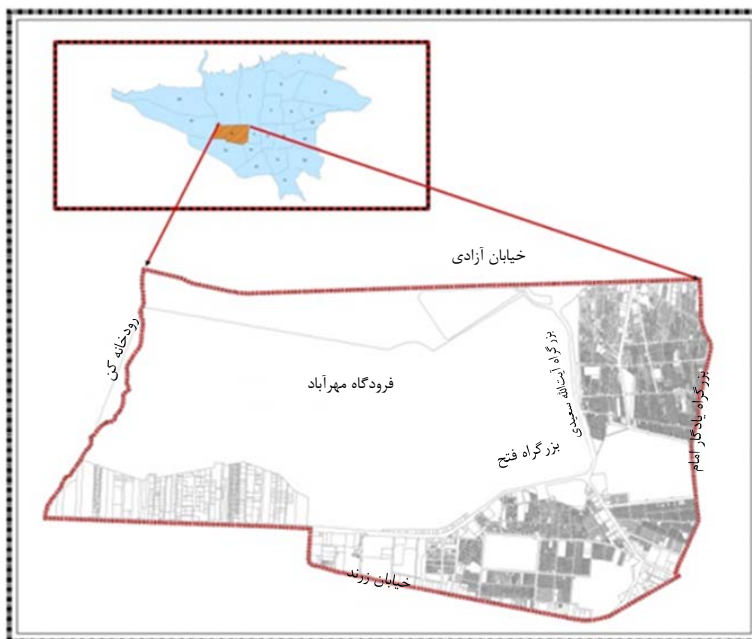 خیابان آزادی
رودخانه کن
فرودگاه مهرآباد
بزرگراه آیت‌الله سعیدی
بزرگراه یادگار امام
بزرگراه فتح
خیابان زرند